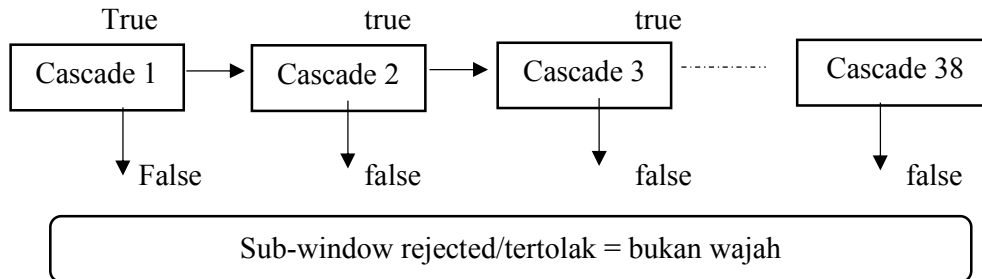 True true true
Cascade 1 Cascade 2 Cascade 3 Cascade 38
False false false false
Sub-window rejected/tertolak = bukan wajah